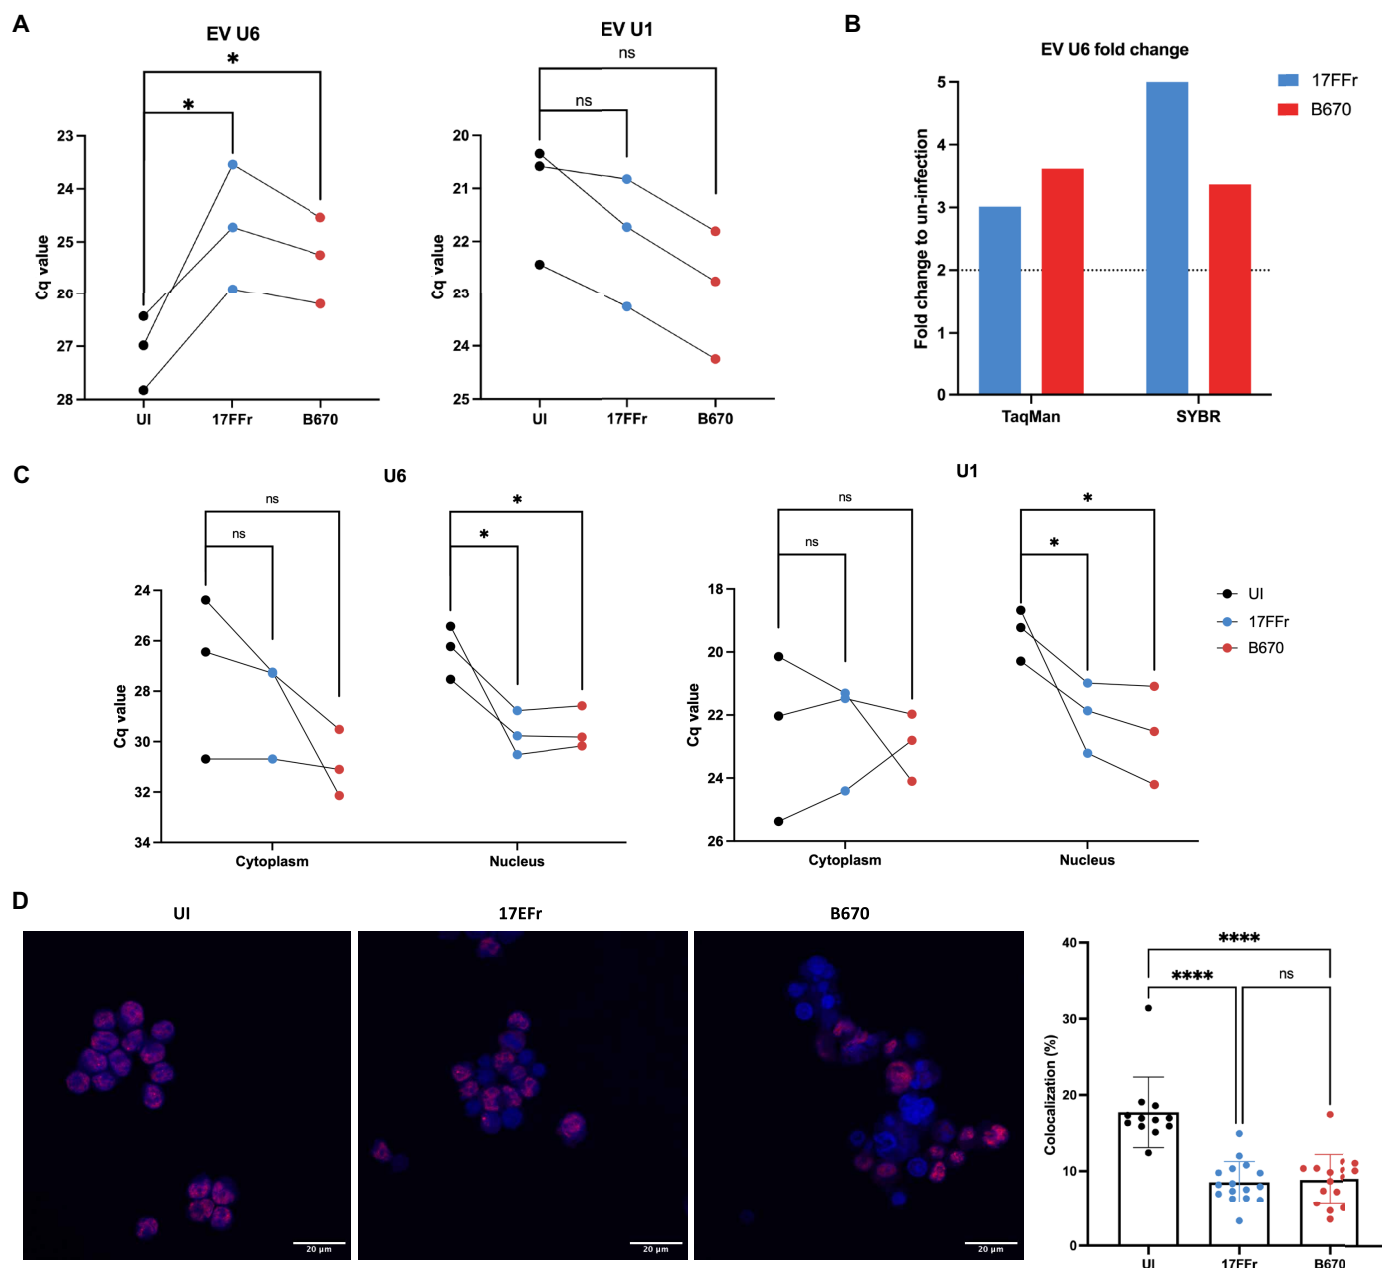 A
EV U6
*
*
23
24
25
26
27
28
Cq value
UI
17FFr
B670
EV U1
ns
ns
20
21
22
23
24
25
Cq value
UI
17FFr
B670
B
EV U6 fold change
17FFr
B670
5
4
3
2
1
0
Fold change to un-infection
TaqMan
SYBR
C
U6
ns
ns
*
*
24
26
28
30
32
34
Cq value
Cytoplasm
Nucleus
U1
ns
ns
*
*
18
20
22
24
26
Cq value
Cytoplasm
Nucleus
UI
17FFr
B670
D
UI
17EFr
B670
20 µm
20 µm
20 µm
****
****
ns
40
30
20
10
0
Colocalization (%)
UI
17FFr
B670